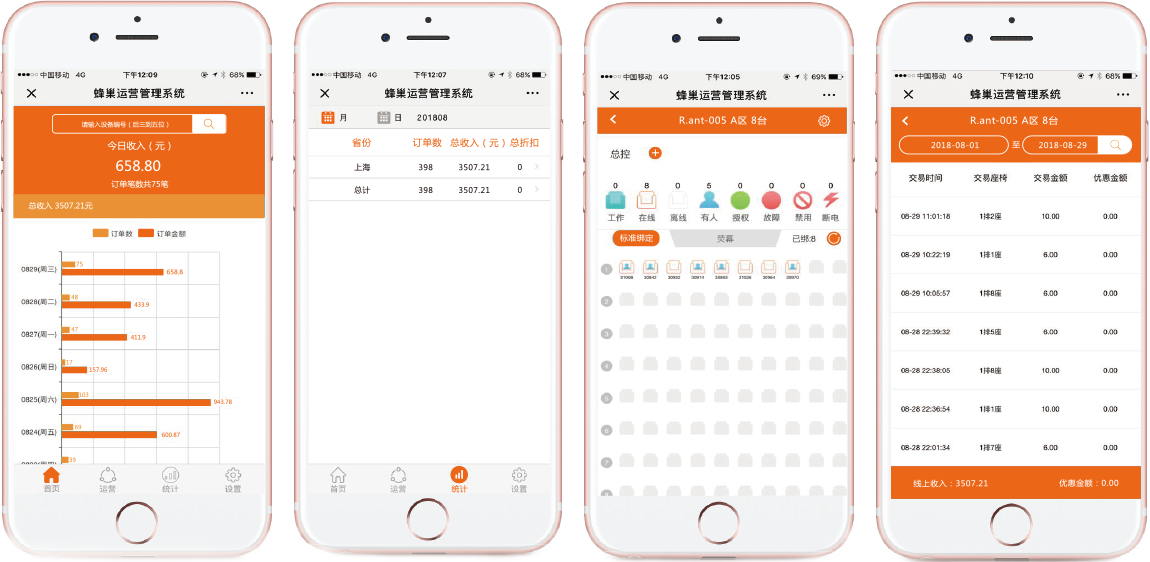 中国移动 4G 下午12:09 68%
蜂巢运营管理系统
请输入设备编号（后三到五位）
今日收入（元）
658.80
订单笔数共75笔
总收入 3507.21元
订单数 订单金额
0829(周三) 75 658.8
0828(周二) 48 433.9
0827(周一) 47 411.9
0826(周日) 17 157.96
0825(周六) 103 943.78
0824(周五) 69 600.87
39
首页 运营 统计 设置
中国移动 4G 下午12:07 68%
蜂巢运营管理系统
月 日 201808
省份 订单数 总收入（元） 总折扣
上海 398 3507.21 0
总计 398 3507.21 0
首页 运营 统计 设置
中国移动 4G 下午12:05 69%
蜂巢运营管理系统
R.ant-005 A区 8台
总控
0 8 0 5 0 0 0 0
工作 在线 离线 有人 授权 故障 禁用 断电
标准绑定 荧幕 已绑:8
1
2
3
4
5
6
7
中国移动 4G 下午12:10 68%
蜂巢运营管理系统
R.ant-005 A区 8台
2018-08-01 至 2018-08-29
交易时间 交易座椅 交易金额 优惠金额
08-29 11:01:18 1排2座 10.00 0.00
08-29 10:22:19 1排1座 6.00 0.00
08-29 10:05:57 1排8座 6.00 0.00
08-28 22:39:32 1排5座 6.00 0.00
08-28 22:38:05 1排8座 10.00 0.00
08-28 22:36:54 1排1座 10.00 0.00
08-28 22:01:34 1排7座 6.00 0.00
线上收入：3507.21 优惠金额：0.00